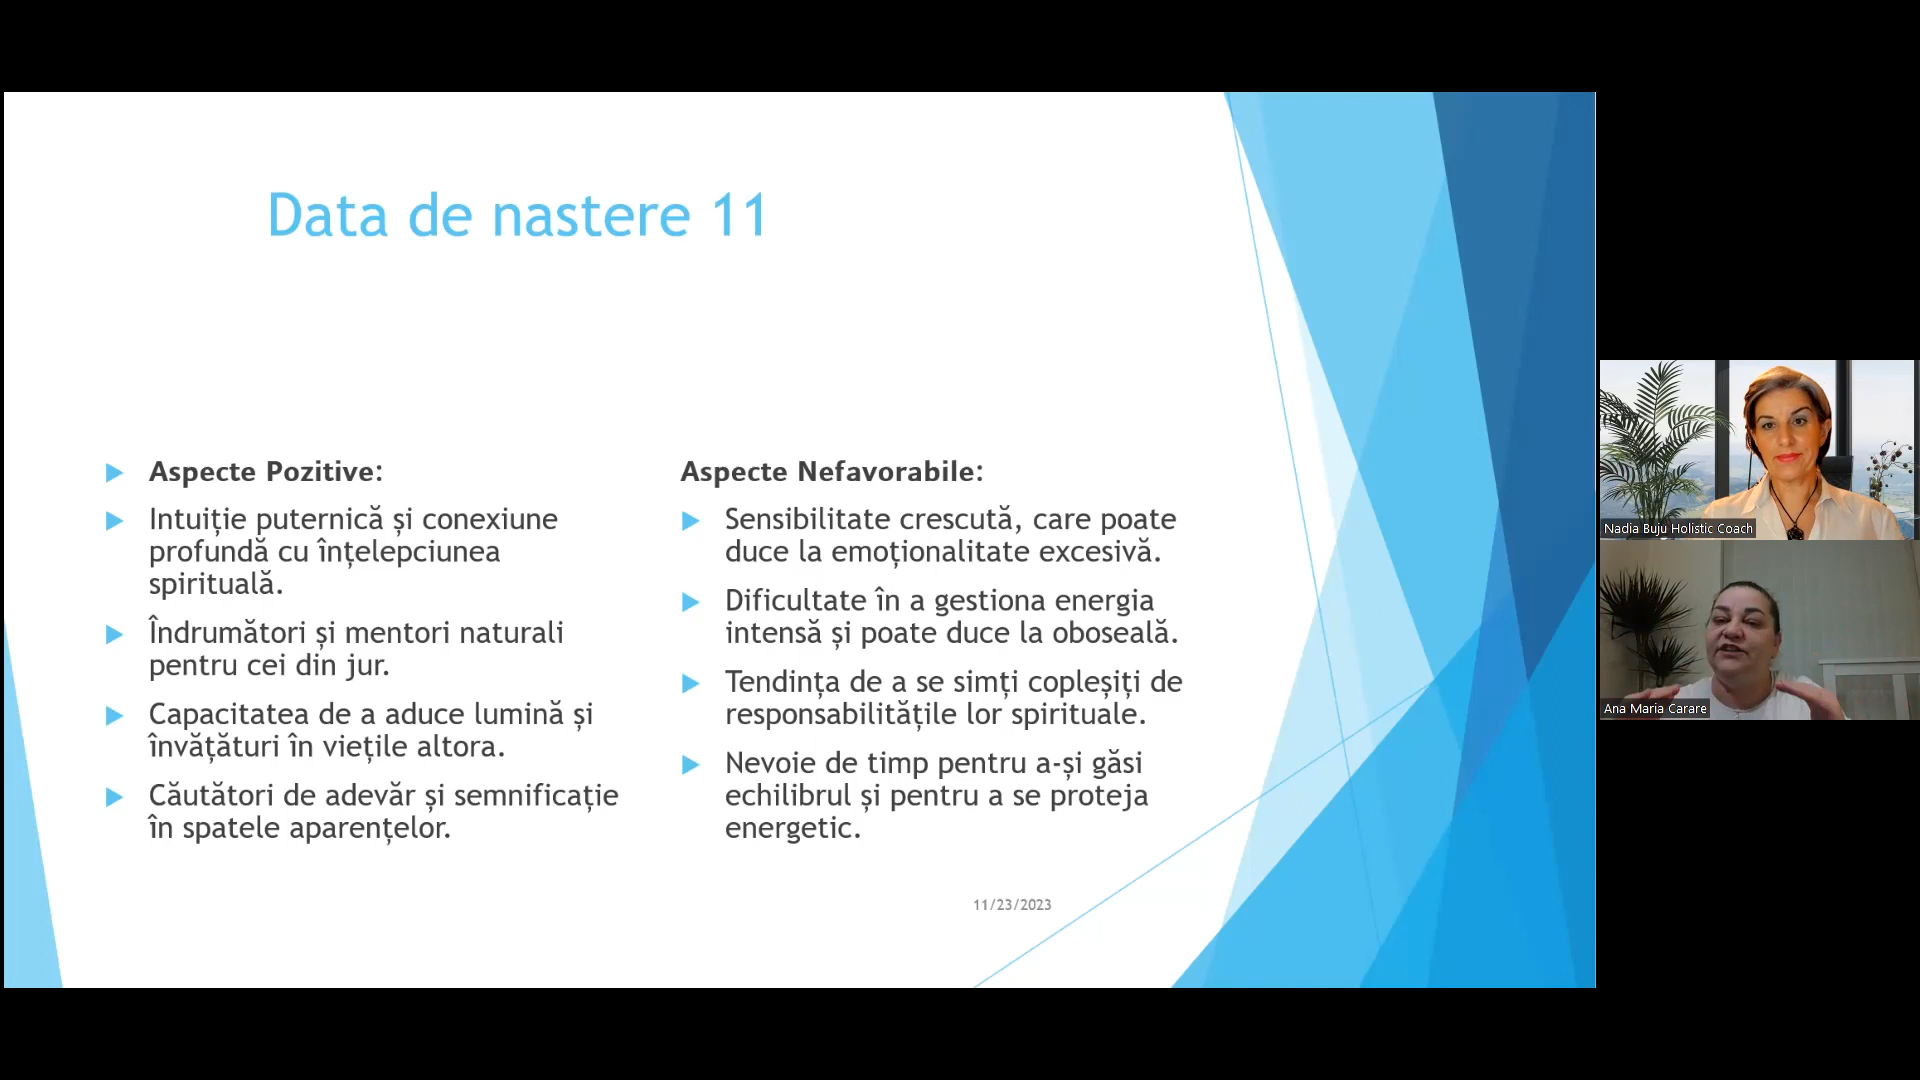 Data de nastere 11
Aspecte Pozitive:
Intuiție puternică și conexiune
profundă cu înțelepciunea
spirituală.
Îndrumători și mentori naturali
pentru cei din jur.
Capacitatea de a aduce lumină și
învățături în viețile altora.
Căutători de adevăr și semnificație
în spatele aparențelor.
Aspecte Nefavorabile:
Sensibilitate crescută, care poate
duce la emoționalitate excesivă.
Dificultate în a gestiona energia
intensă și poate duce la oboseală.
Tendința de a se simți copleșiți de
responsabilitățile lor spirituale.
Nevoie de timp pentru a-și găsi
echilibrul și pentru a se proteja
energetic.
11/23/2023
Nadia Buju Holistic Coach
Ana Maria Carare